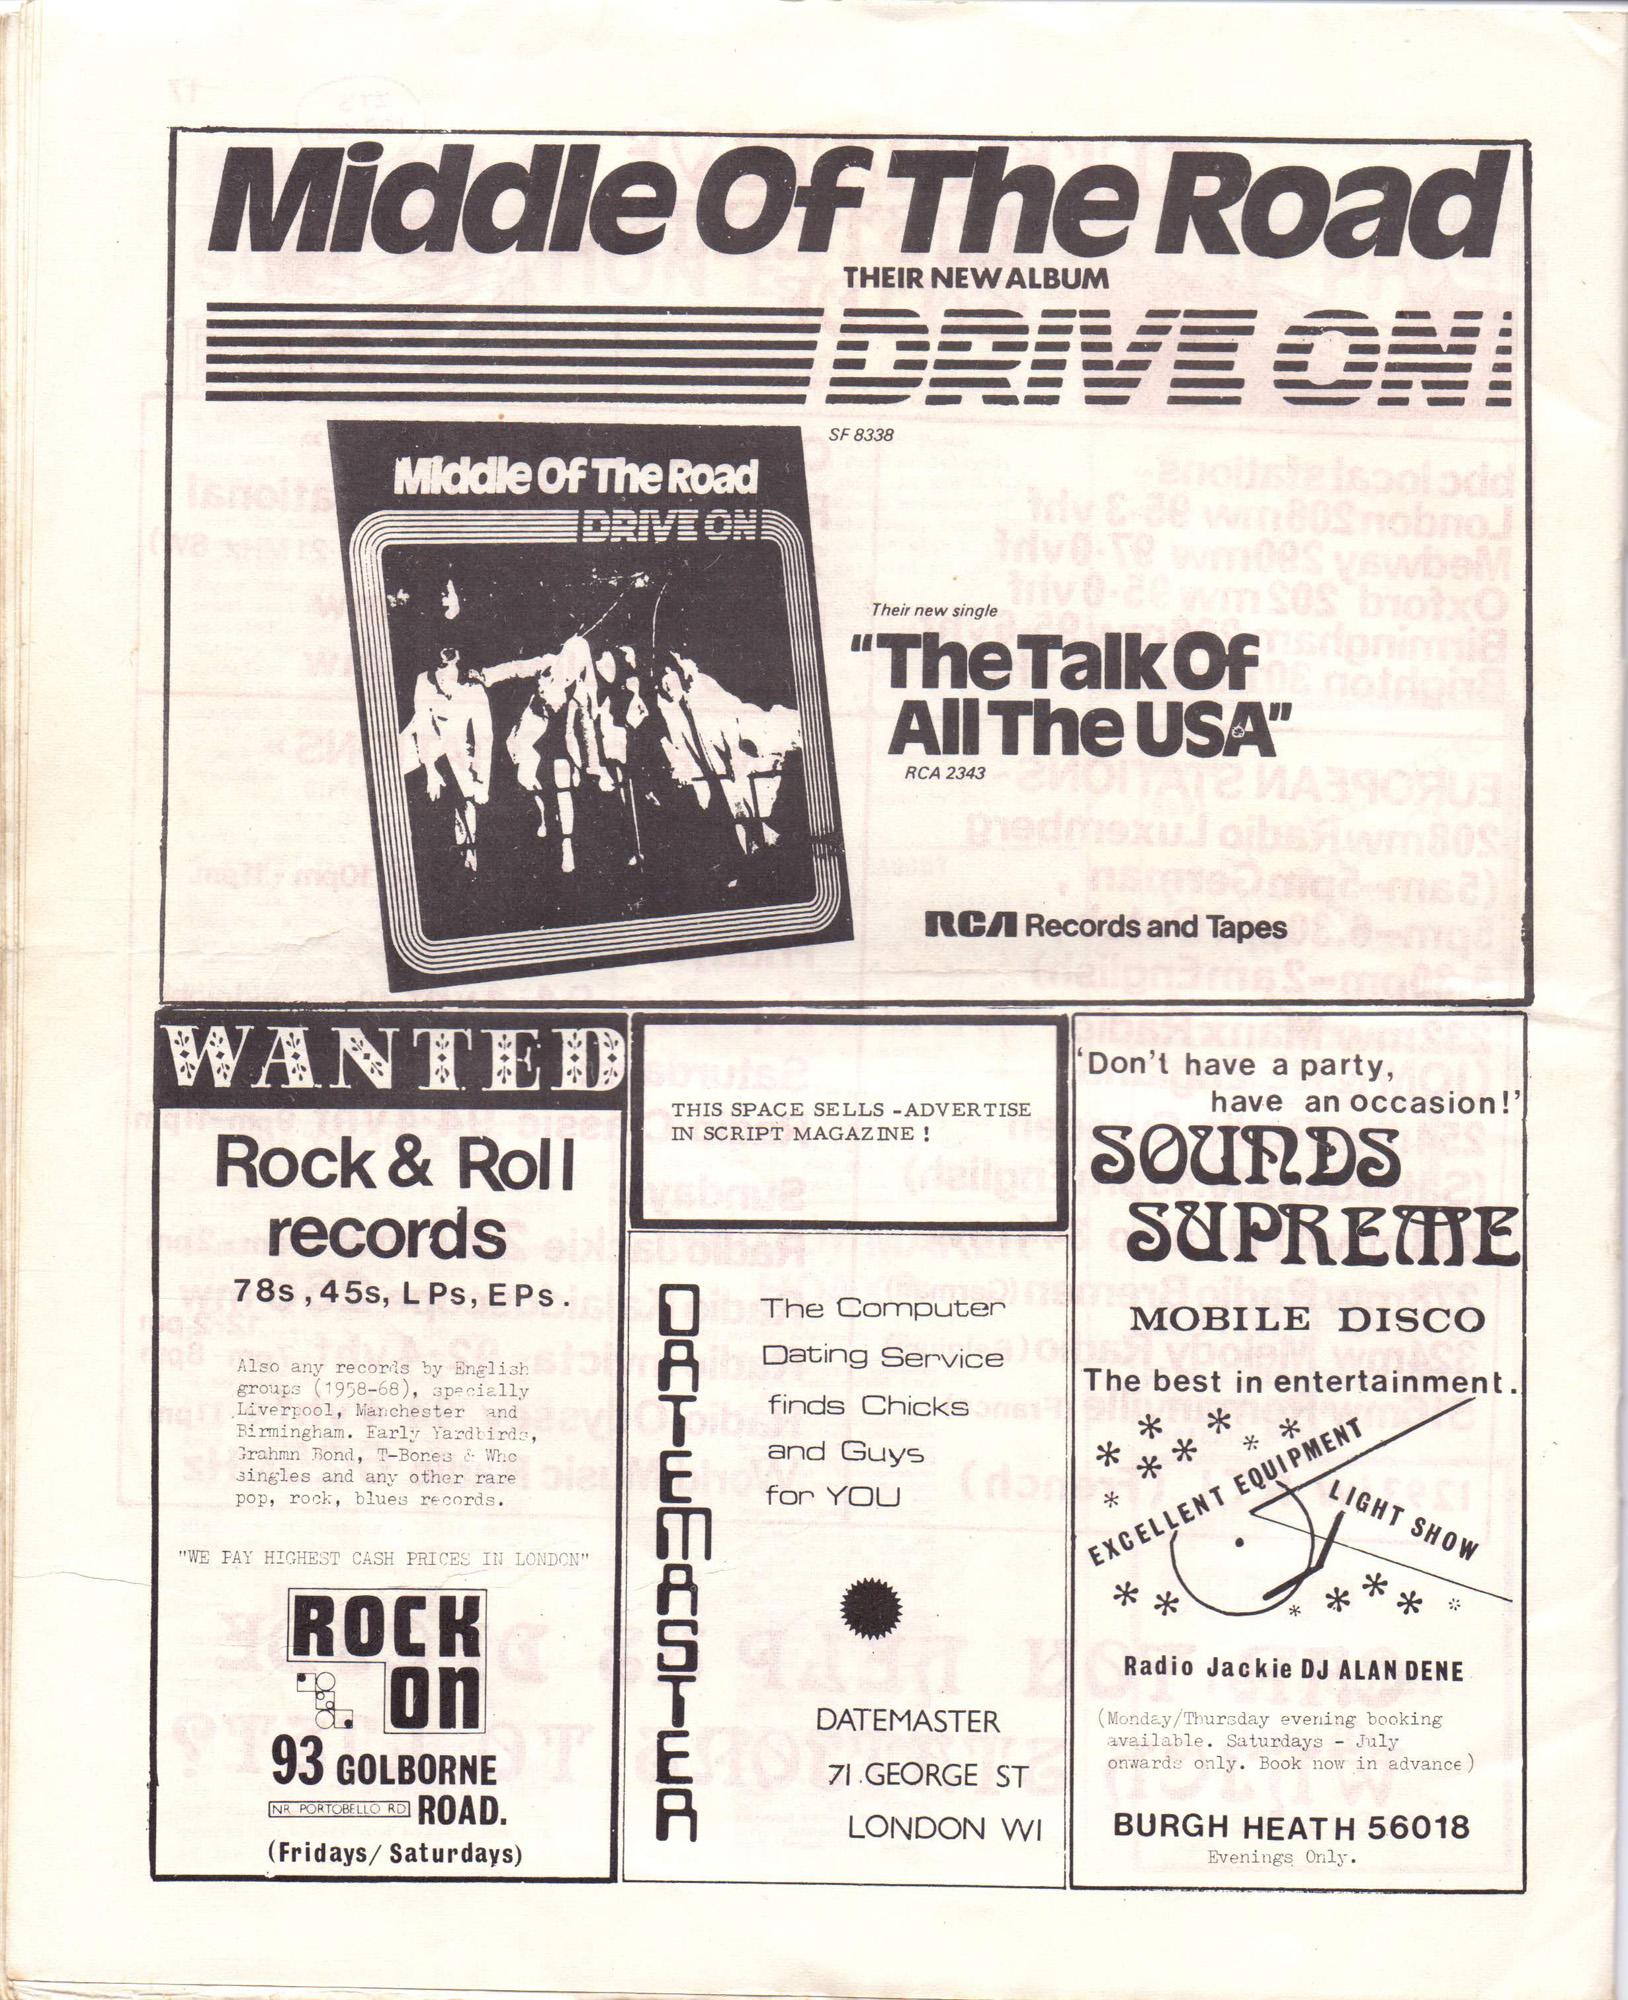 Middle Of The Road
THEIR NEW ALBUM
DRIVE ON!
SF 8338
Middle Of The Road
DRIVE ON!
Their new single
"The Talk Of
All The USA"
RCA 2343
RCA Records and Tapes
WANTED
Rock & Roll
records
78s, 45s, LPs, EPs.
Also any records by English
groups (1958-68), specially
Liverpool, Manchester and
Birmingham. Early Yardbirds,
Grahmn Bond, T-Bones & Who
singles and any other rare
pop, rock, blues records.
"WE PAY HIGHEST CASH PRICES IN LONDON"
ROCK
on
93 GOLBORNE
NR. PORTOBELLO RD ROAD.
(Fridays/ Saturdays)
THIS SPACE SELLS -ADVERTISE
IN SCRIPT MAGAZINE !
DATEMASTER
The Computer
Dating Service
finds Chicks
and Guys
for YOU
DATEMASTER
71 GEORGE ST
LONDON W1
'Don't have a party,
have an occasion!'
SOUNDS
SUPREME
MOBILE DISCO
The best in entertainment.
EXCELLENT EQUIPMENT
LIGHT SHOW
Radio Jackie DJ ALAN DENE
(Monday/Thursday evening booking
available. Saturdays - July
onwards only. Book now in advance)
BURGH HEATH 56018
Evenings Only.